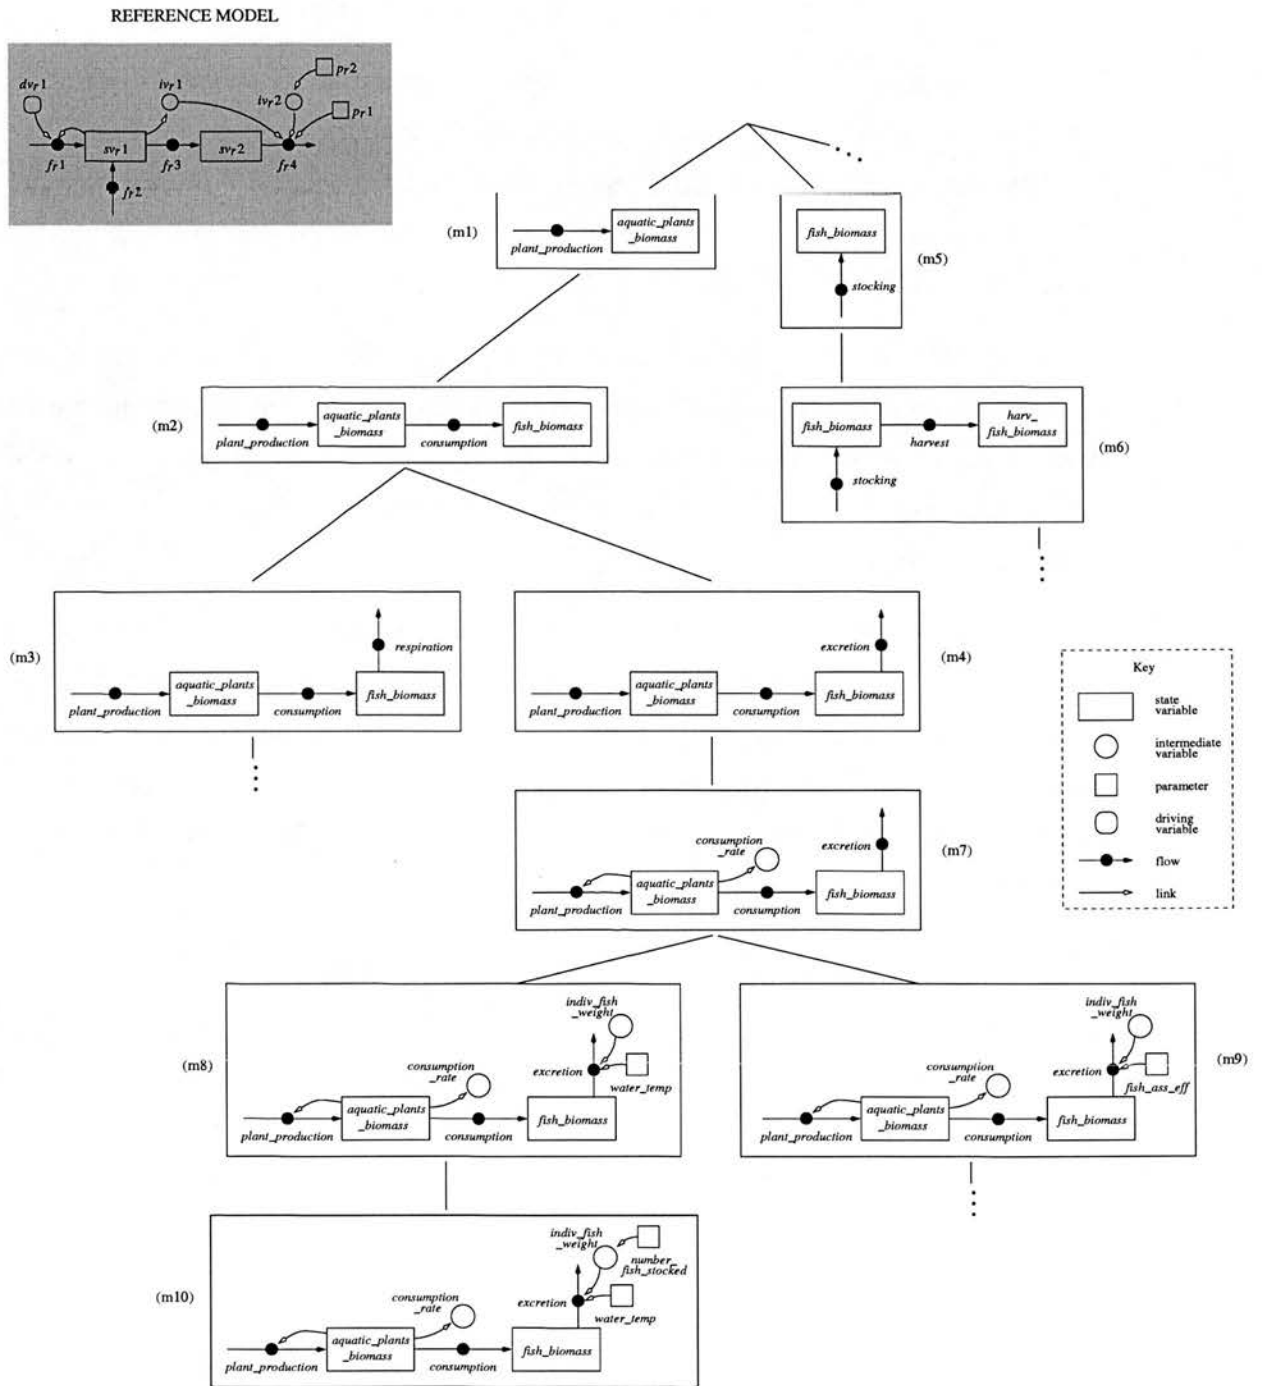 REFERENCE MODEL
dvr1
ivr1
pr2
ivr2
pr1
svr1
svr2
fr1
fr3
fr4
fr2
(m1)
aquatic_plants
_biomass
plant_production
fish_biomass
(m5)
stocking
(m2)
aquatic_plants
_biomass
fish_biomass
plant_production
consumption
fish_biomass
harv_
fish_biomass
harvest
(m6)
stocking
(m3)
respiration
aquatic_plants
_biomass
fish_biomass
plant_production
consumption
excretion
(m4)
aquatic_plants
_biomass
fish_biomass
plant_production
consumption
Key
state
variable
intermediate
variable
parameter
driving
variable
flow
link
consumption
_rate
excretion
(m7)
aquatic_plants
_biomass
fish_biomass
plant_production
consumption
(m8)
indiv_fish
_weight
consumption
_rate
excretion
water_temp
aquatic_plants
_biomass
fish_biomass
plant_production
consumption
indiv_fish
_weight
(m9)
consumption
_rate
excretion
fish_ass_eff
aquatic_plants
_biomass
fish_biomass
plant_production
consumption
(m10)
indiv_fish
_weight
number_
fish_stocked
consumption
_rate
excretion
water_temp
aquatic_plants
_biomass
fish_biomass
plant_production
consumption